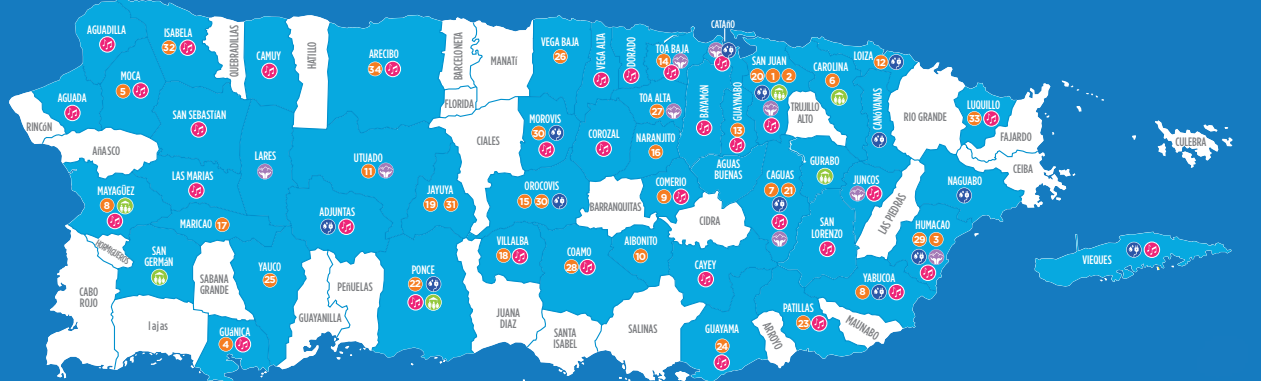 AGUADILLA
ISABELA
32
QUEBRADILLAS
CAMUY
HATILLO
ARECIBO
34
BARCELONETA
MANATí
VEGA BAJA
26
VEGA ALTA
DORADO
TOA BAJA
14
CATAñO
SAN JUAN
20 1 2
CAROLINA
6
LOIZA
12
MOCA
5
AGUADA
RINCóN
SAN SEBASTIáN
FLORIDA
TOA ALTA
27
BAYAMóN
GUAYNABO
13
TRUJILLO
ALTO
CANóVANAS
RIO GRANDE
LUQUILLO
33
FAJARDO
CULEBRA
AñASCO
LARES
UTUADO
11
CIALES
MOROVIS
30
COROZAL
NARANJITO
16
AGUAS
BUENAS
GURABO
CEIBA
MAYAGÜEZ
8
LAS MARIAS
MARICAO 17
ADJUNTAS
JAYUYA
19 31
OROCOVIS
15 30
BARRANQUITAS
COMERIO
9
CIDRA
CAGUAS
7 21
JUNCOS
LAS PIEDRAS
NAGUABO
HORMIGUEROS
SAN
GERMáN
CABO
ROJO
SABANA
GRANDE
YAUCO
25
PONCE
22
VILLALBA
18
COAMO
28
AIBONITO
10
CAYEY
SAN
LORENZO
HUMACAO
29 3
VIEQUES
lajas
GUáNICA
4
GUAYANILLA
PEñUELAS
JUANA
DIAZ
SANTA
ISABEL
SALINAS
GUAYAMA
24
ARROYO
PATILLAS
23
MAUNABO
YABUCOA
8